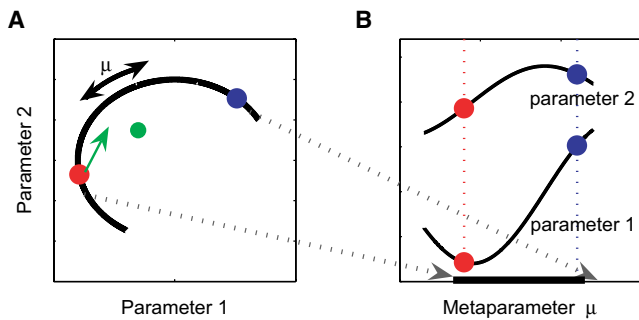 A
B
μ
Parameter 2
parameter 2
parameter 1
Parameter 1
Metaparameter μ